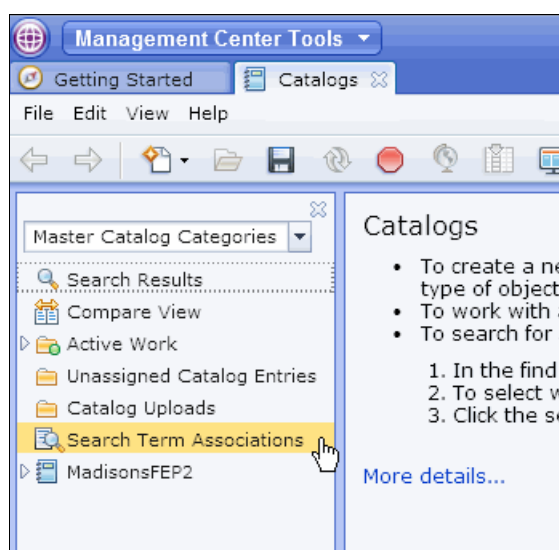 Management Center Tools
Getting Started
Catalogs
File Edit View Help
Master Catalog Categories
Search Results
Compare View
Active Work
Unassigned Catalog Entries
Catalog Uploads
Search Term Associations
MadisonsFEP2
Catalogs
• To create a
type of object
• To work with
• To search for
1. In the find
2. To select
3. Click the
More details...